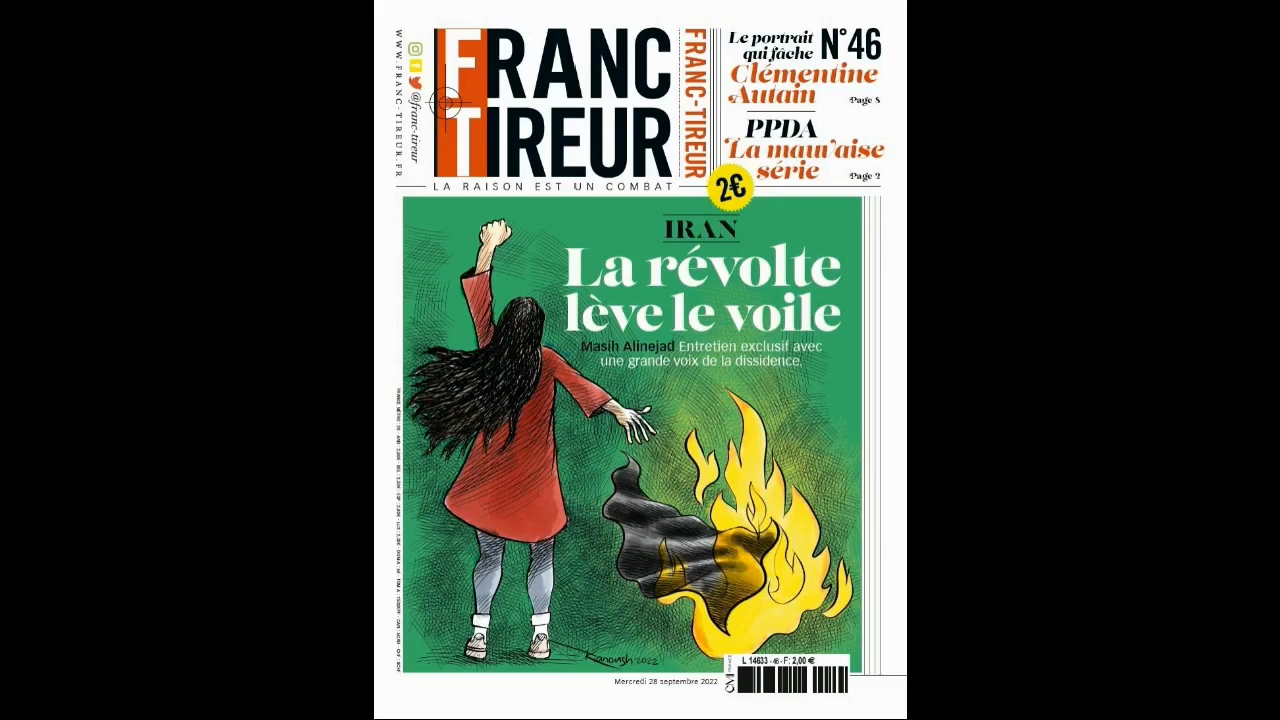 FRANC
TIREUR
LA RAISON EST UN COMBAT
WWW.FRANC-TIREUR.FR
@franc-tireur
FRANC-TIREUR
Le portrait
qui fâche
N°46
Clémentine
Autain
Page 8
PPDA
La mauvaise
série
Page 2
2€
IRAN
La révolte
lève le voile
Masih Alinejad Entretien exclusif avec
une grande voix de la dissidence.
Kianoush 2022
Mercredi 28 septembre 2022
CMI FRANCE
L 14633 - 46 - F: 2,00 €